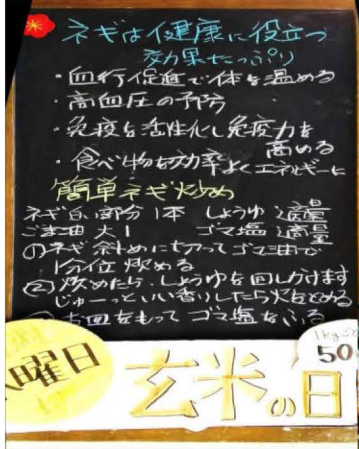 ネギは健康に役立つ
効果たっぷり
・血行促進で体を温める
・高血圧の予防
・免疫を活性化し免疫力を
高める
・食べ物を効率よくエネルギーに
簡単ネギ炒め
ネギ白い部分1本 しょうゆ 適量
ごま油 大1 ゴマ塩 適量
①ネギ斜めに切ってゴマ油で
1分位炒める
②炒めたら、しょうゆを回しかけます
じゅーっといい香りしたら火をとめる
お皿をもって ゴマ塩をふる
曜日
玄米の日
1kg
50